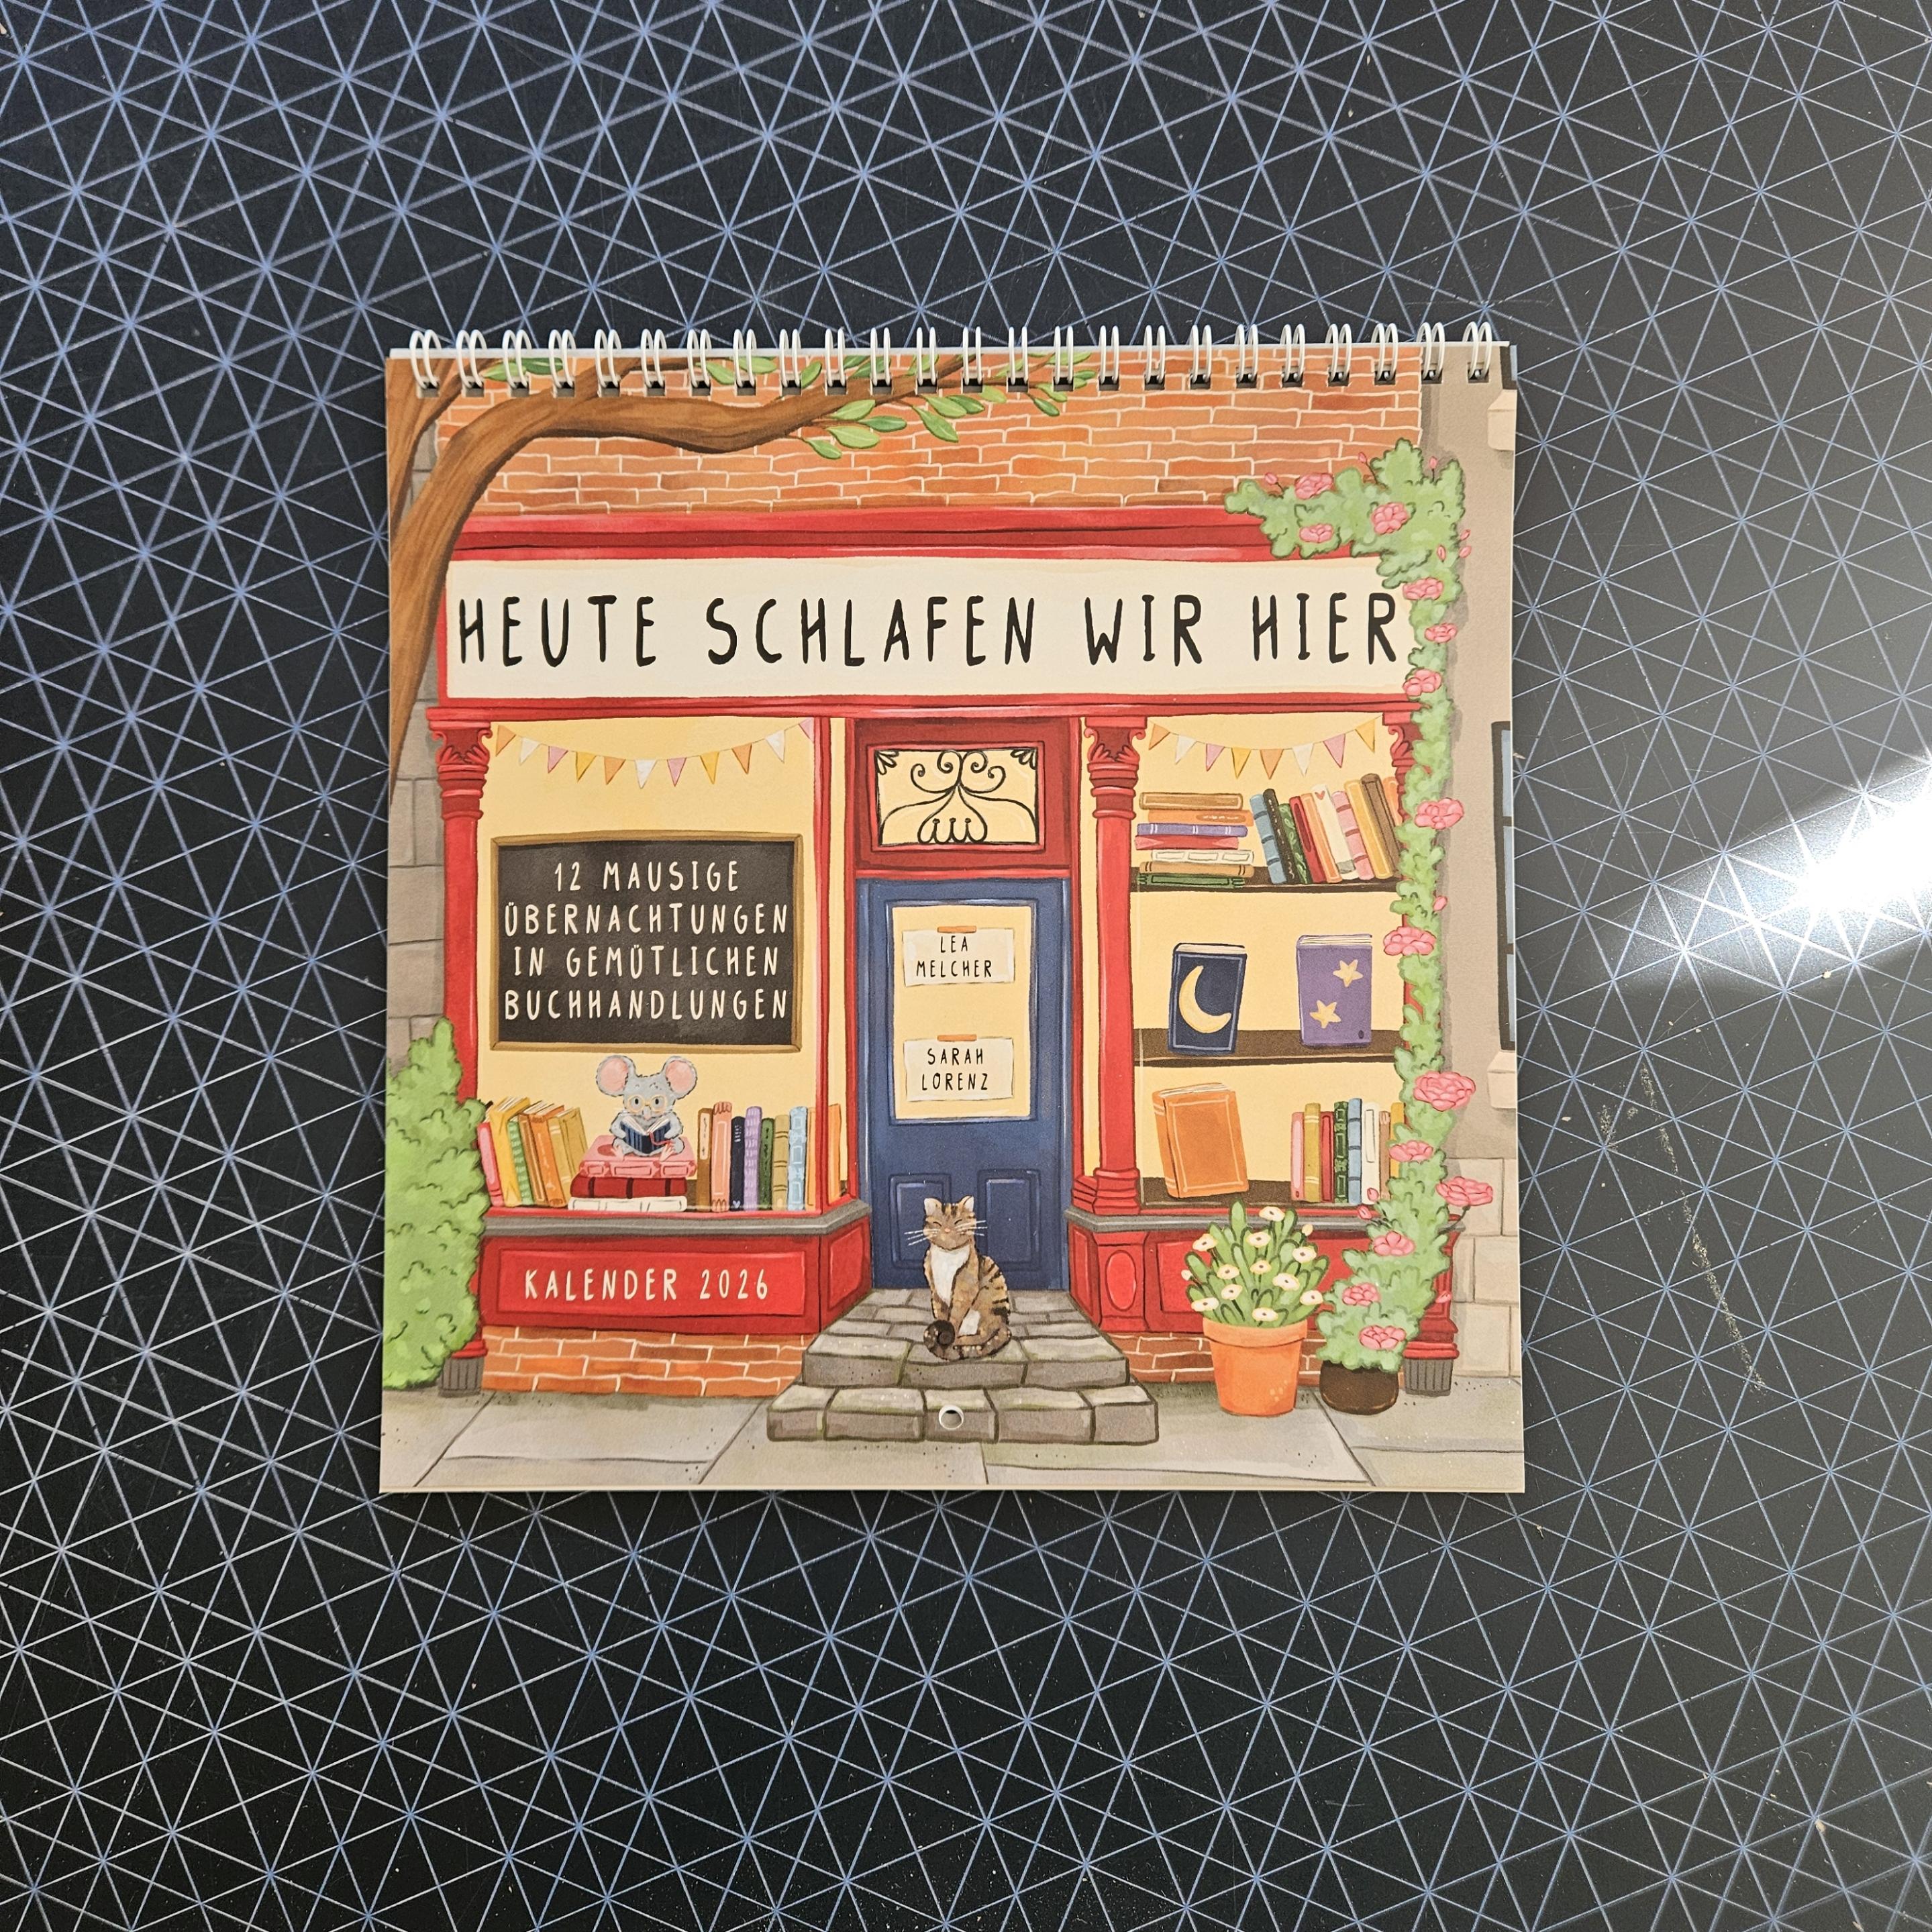 HEUTE SCHLAFEN WIR HIER
12 MAUSIGE
ÜBERNACHTUNGEN
IN GEMÜTLICHEN
BUCHHANDLUNGEN
LEA
MELCHER
SARAH
LORENZ
KALENDER 2026